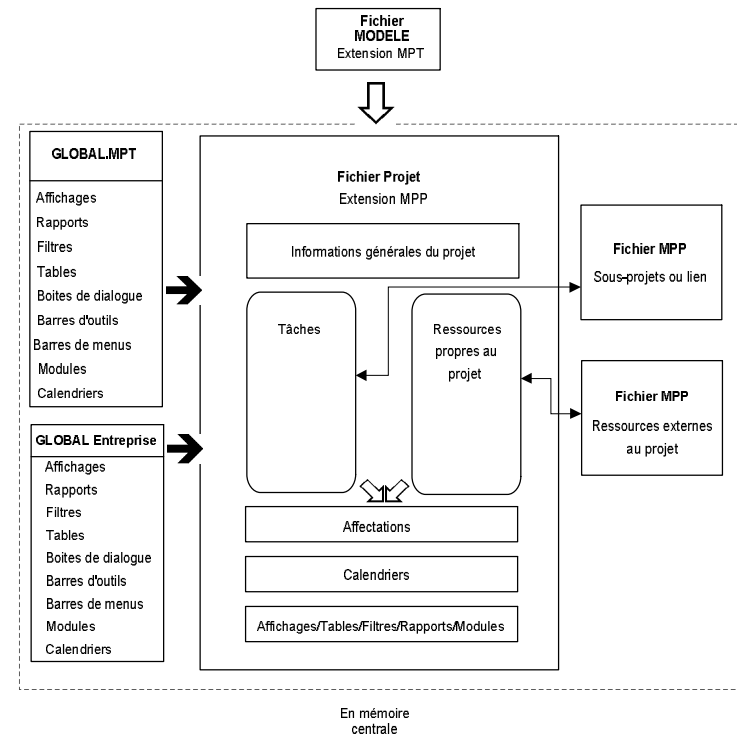 Fichier
MODELE
Extension MPT
GLOBAL.MPT
Affichages
Rapports
Filtres
Tables
Boites de dialogue
Barres d'outils
Barres de menus
Modules
Calendriers
GLOBAL Entreprise
Affichages
Rapports
Filtres
Tables
Boites de dialogue
Barres d'outils
Barres de menus
Modules
Calendriers
Fichier Projet
Extension MPP
Informations générales du projet
Tâches
Ressources
propres au
projet
Affectations
Calendriers
Affichages/Tables/Filtres/Rapports/Modules
Fichier MPP
Sous-projets ou lien
Fichier MPP
Ressources externes
au projet
En mémoire
centrale